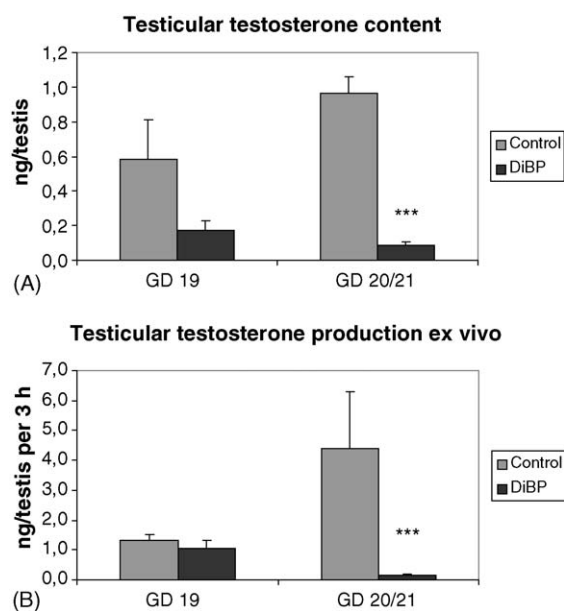 Testicular testosterone content
ng/testis
1,2
1,0
0,8
0,6
0,4
0,2
0,0
***
Control
DiBP
GD 19
GD 20/21
(A)
Testicular testosterone production ex vivo
ng/testis per 3 h
7,0
6,0
5,0
4,0
3,0
2,0
1,0
0,0
***
Control
DiBP
GD 19
GD 20/21
(B)